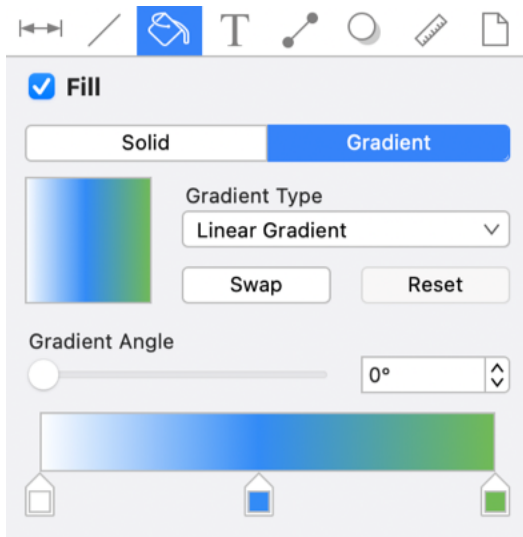 T
Fill
Solid
Gradient
Gradient Type
Linear Gradient
Swap
Reset
Gradient Angle
0°